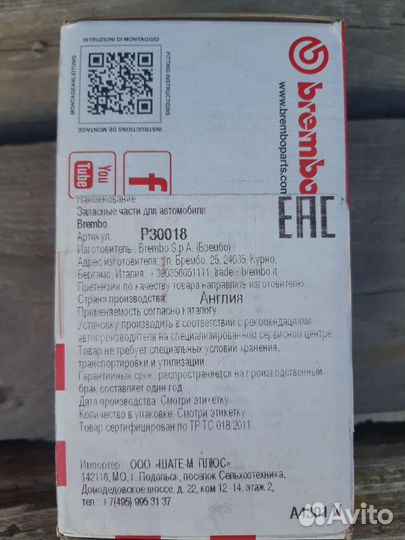 ISTRUZIONI DI MONTAGGIO
MONTAGEANLEITUNG
FITTING INSTRUCTIONS
INSTRUCTIONS DE MONTAGE
brembo
www.bremboparts.com
You
Tube
f
EAC
Наименование
Запасные части для автомобиля
Brembo
Артикул: P30018
Изготовитель: Brembo S.p.A. (Брембо)
Адрес изготовителя: ул. Брембо, 25, 24035, Курно,
Бергамо, Италия, +390356051111, trade@brembo.it
Претензии по качеству товара направлять изготовителю.
Страна производства: Англия
Применяемость согласно каталогу
Установку производить в соответствии с рекомендациями
автопроизводителя на специализированном сервисном центре.
Товар не требует специальных условий хранения,
транспортировки и утилизации.
Гарантийный срок распространяется на производственный
брак составляет один год.
Дата производства: Смотри этикетку
Количество в упаковке: Смотри этикетку
Товар сертифицирован по ТР ТС 018/2011.
Импортер: ООО «ШАТЕ-М ПЛЮС»
142116, МО, г. Подольск, поселок Сельхозтехника,
Домодедовское шоссе, д. 22, ком 12-14, этаж 2,
тел.: +7(495) 995 31 37
Avito